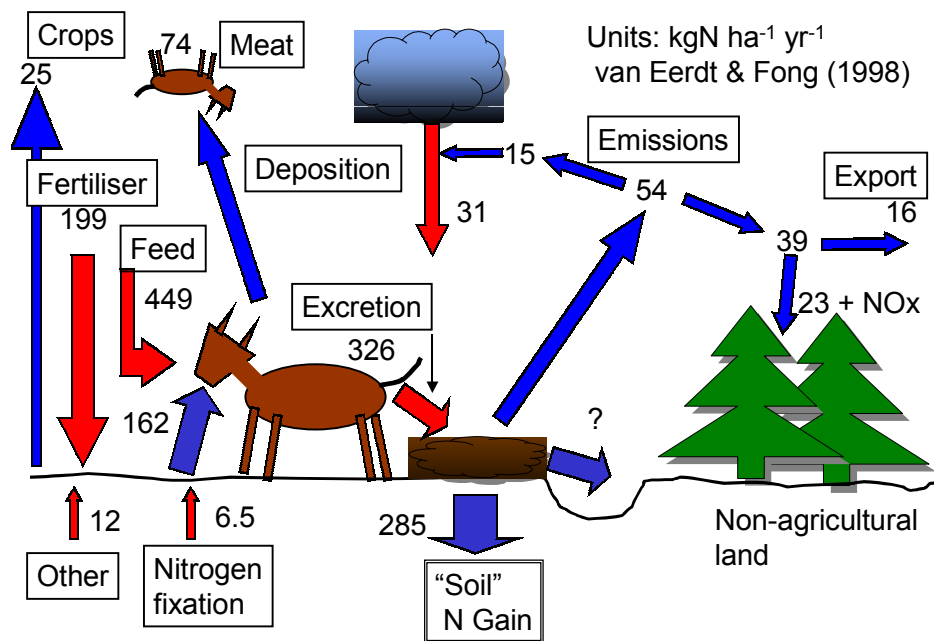 Crops
25
74
Meat
Units: kgN ha⁻¹ yr⁻¹
van Eerdt & Fong (1998)
Deposition
15
Emissions
54
Export
16
Fertiliser
199
31
39
Feed
449
Excretion
326
23 + NOx
162
?
12
6.5
285
Other
Nitrogen
fixation
“Soil”
N Gain
Non-agricultural
land